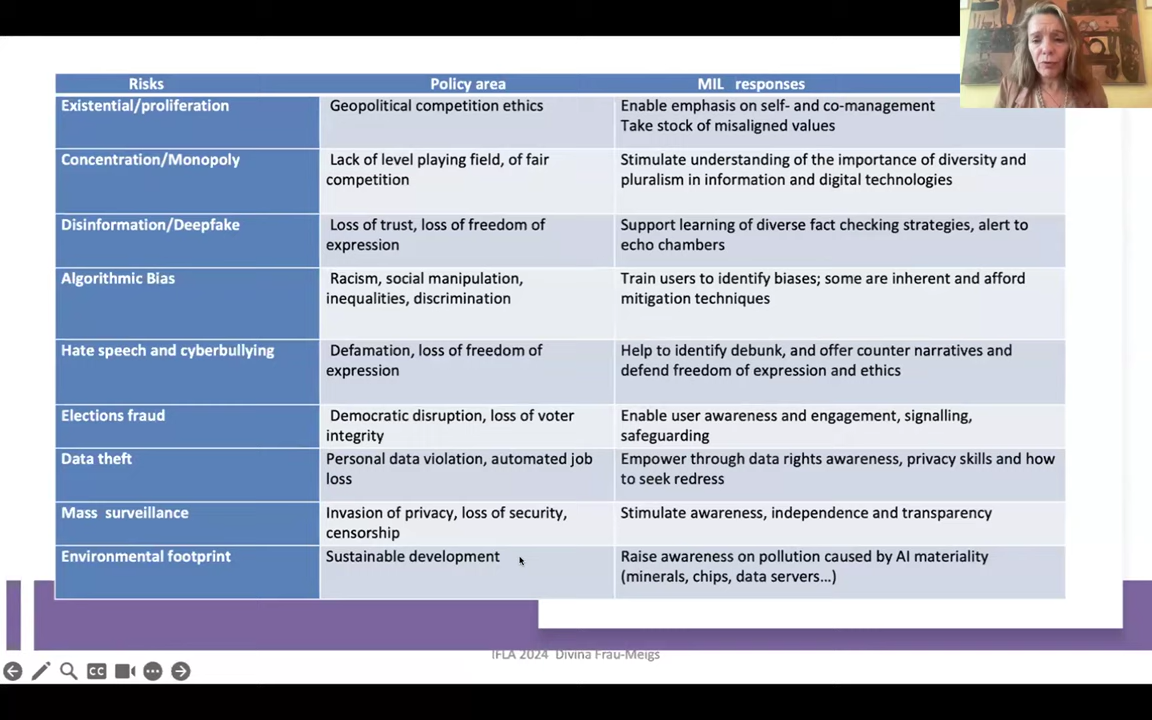 Risks Policy area MIL responses
Existential/proliferation Geopolitical competition ethics Enable emphasis on self- and co-management
Take stock of misaligned values
Concentration/Monopoly Lack of level playing field, of fair Stimulate understanding of the importance of diversity and
competition pluralism in information and digital technologies
Disinformation/Deepfake Loss of trust, loss of freedom of Support learning of diverse fact checking strategies, alert to
expression echo chambers
Algorithmic Bias Racism, social manipulation, Train users to identify biases; some are inherent and afford
inequalities, discrimination mitigation techniques
Hate speech and cyberbullying Defamation, loss of freedom of Help to identify debunk, and offer counter narratives and
expression defend freedom of expression and ethics
Elections fraud Democratic disruption, loss of voter Enable user awareness and engagement, signalling,
integrity safeguarding
Data theft Personal data violation, automated job Empower through data rights awareness, privacy skills and how
loss to seek redress
Mass surveillance Invasion of privacy, loss of security, Stimulate awareness, independence and transparency
censorship
Environmental footprint Sustainable development Raise awareness on pollution caused by AI materiality
(minerals, chips, data servers…)
IFLA 2024 Divina Frau-Meigs
CC